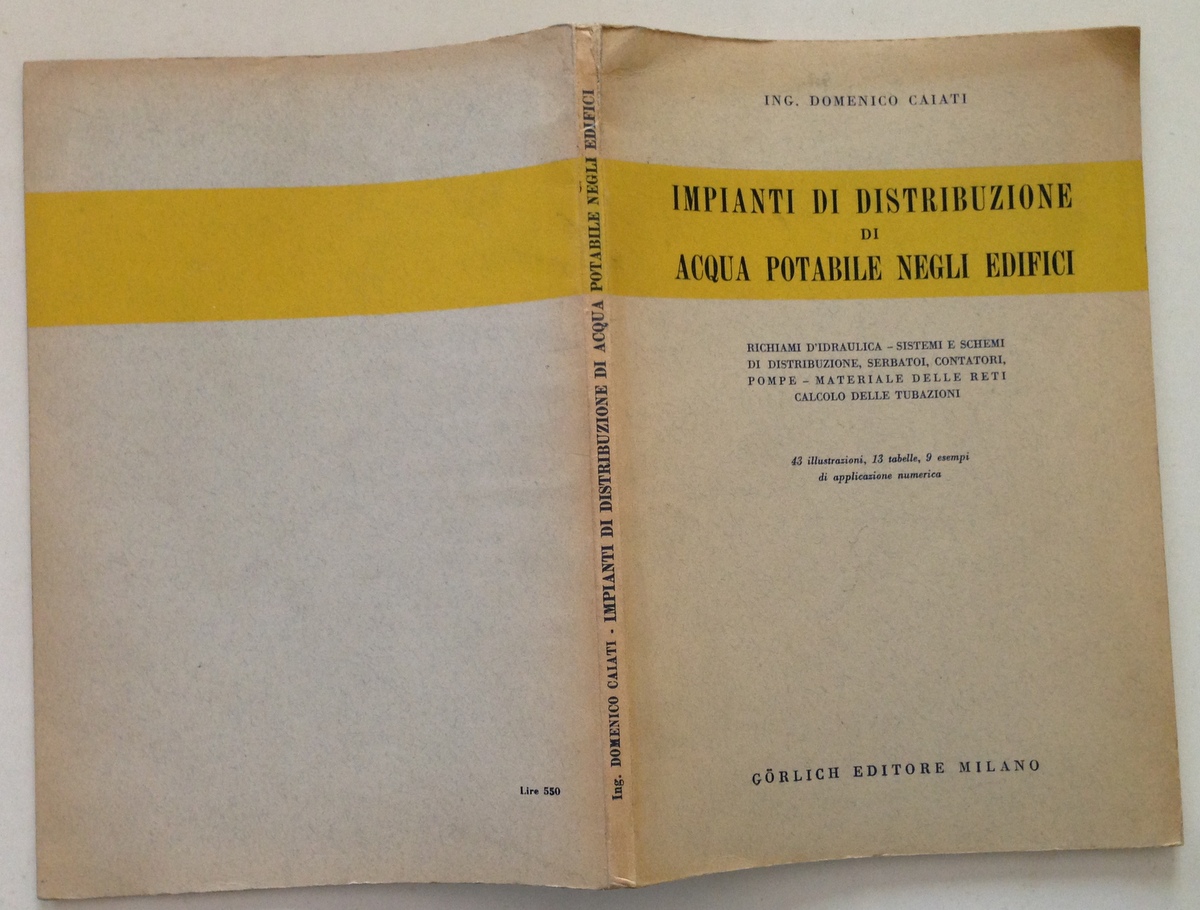 ING. DOMENICO CAIATI
IMPIANTI DI DISTRIBUZIONE
DI
ACQUA POTABILE NEGLI EDIFICI
RICHIAMI D'IDRAULICA – SISTEMI E SCHEMI
DI DISTRIBUZIONE, SERBATOI, CONTATORI,
POMPE – MATERIALE DELLE RETI
CALCOLO DELLE TUBAZIONI
43 illustrazioni, 13 tabelle, 9 esempi
di applicazione numerica
GÖRLICH EDITORE MILANO
Ing. DOMENICO CAIATI - IMPIANTI DI DISTRIBUZIONE DI ACQUA POTABILE NEGLI EDIFICI
Lire 550